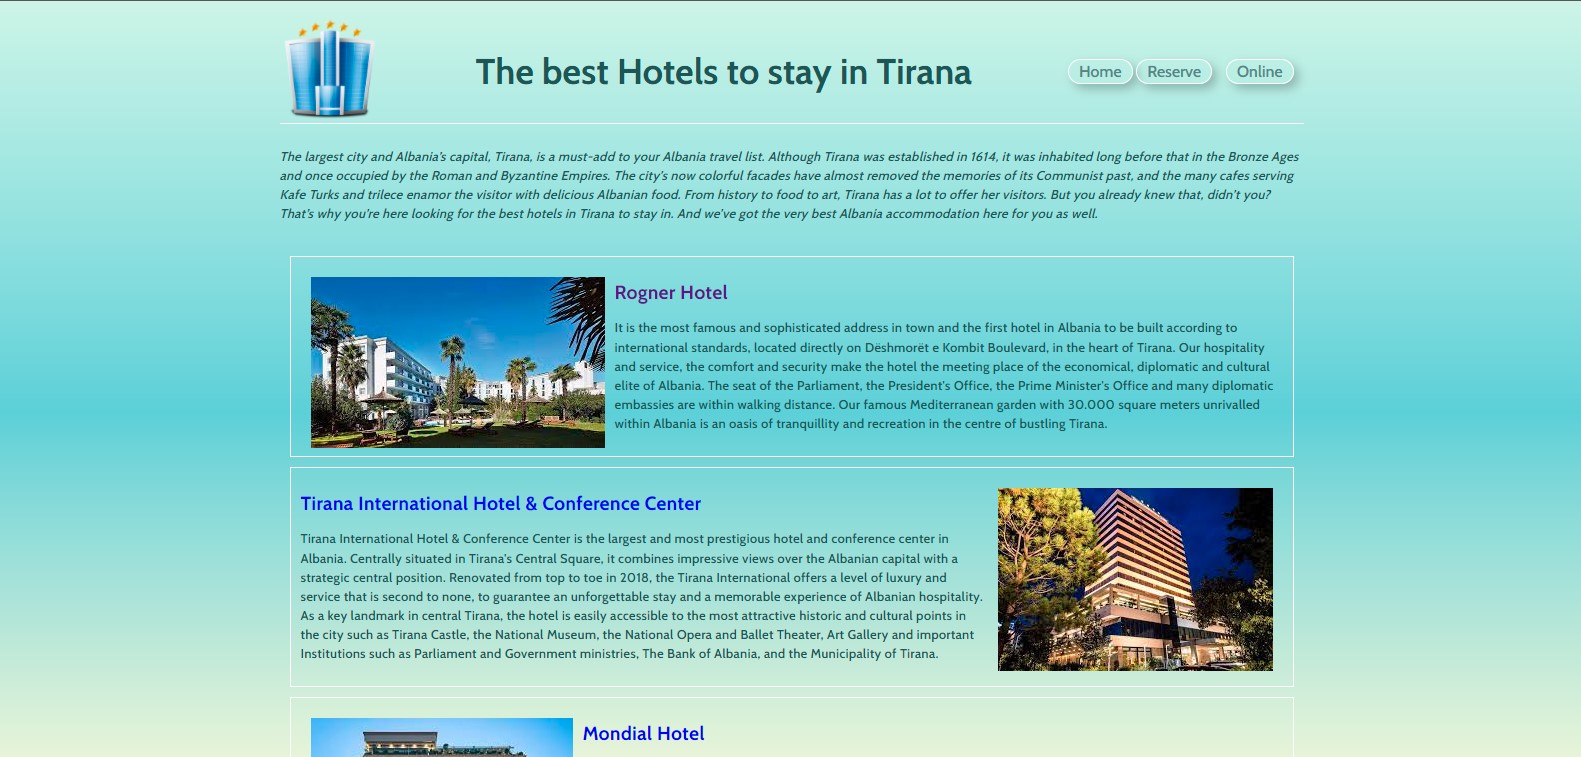 The best Hotels to stay in Tirana
Home Reserve Online
The largest city and Albania's capital, Tirana, is a must-add to your Albania travel list. Although Tirana was established in 1614, it was inhabited long before that in the Bronze Ages
and once occupied by the Roman and Byzantine Empires. The city's now colorful facades have almost removed the memories of its Communist past, and the many cafes serving
Kafe Turks and trilece enamor the visitor with delicious Albanian food. From history to food to art, Tirana has a lot to offer her visitors. But you already knew that, didn't you?
That's why you're here looking for the best hotels in Tirana to stay in. And we've got the very best Albania accommodation here for you as well.
Rogner Hotel
It is the most famous and sophisticated address in town and the first hotel in Albania to be built according to
international standards, located directly on Dëshmorët e Kombit Boulevard, in the heart of Tirana. Our hospitality
and service, the comfort and security make the hotel the meeting place of the economical, diplomatic and cultural
elite of Albania. The seat of the Parliament, the President's Office, the Prime Minister's Office and many diplomatic
embassies are within walking distance. Our famous Mediterranean garden with 30.000 square meters unrivalled
within Albania is an oasis of tranquillity and recreation in the centre of bustling Tirana.
Tirana International Hotel & Conference Center
Tirana International Hotel & Conference Center is the largest and most prestigious hotel and conference center in
Albania. Centrally situated in Tirana's Central Square, it combines impressive views over the Albanian capital with a
strategic central position. Renovated from top to toe in 2018, the Tirana International offers a level of luxury and
service that is second to none, to guarantee an unforgettable stay and a memorable experience of Albanian hospitality.
As a key landmark in central Tirana, the hotel is easily accessible to the most attractive historic and cultural points in
the city such as Tirana Castle, the National Museum, the National Opera and Ballet Theater, Art Gallery and important
Institutions such as Parliament and Government ministries, The Bank of Albania, and the Municipality of Tirana.
Mondial Hotel